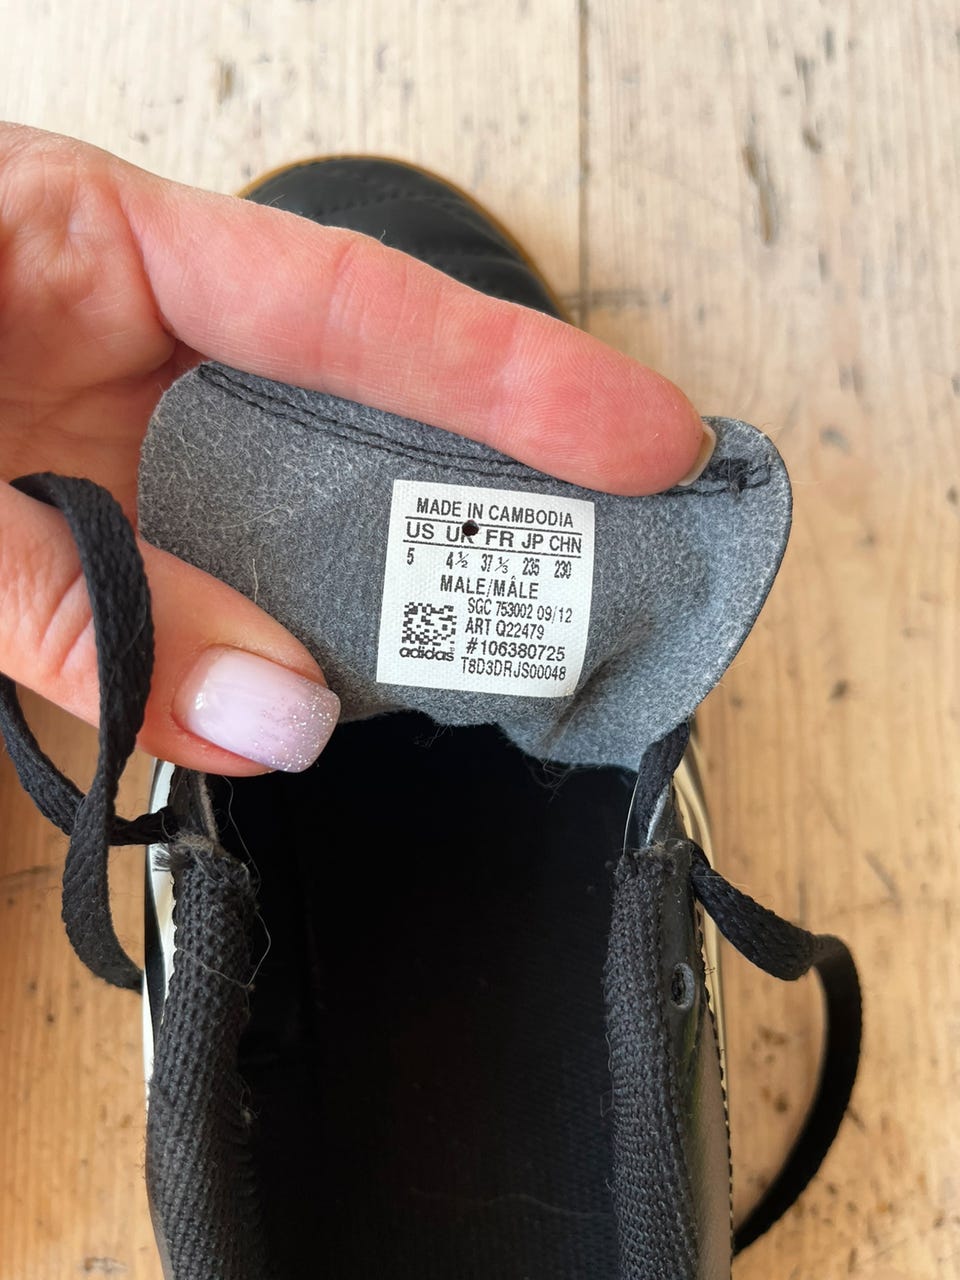 MADE IN CAMBODIA
US UK FR JP CHN
5 4½ 37⅓ 235 230
MALE/MÂLE
SGC 753002 09/12
ART Q22479
#106380725
adidas
T8D3DRJS00048